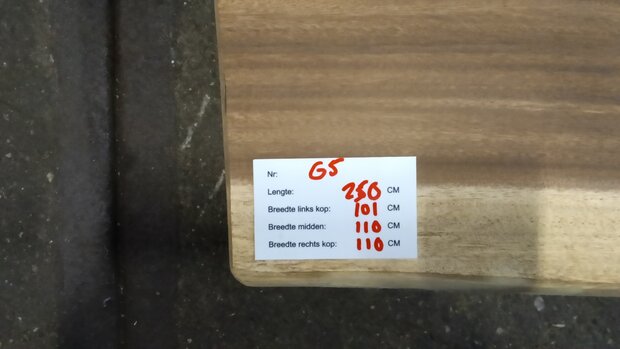 Nr: G5
Lengte: 250 CM
Breedte links kop: 101 CM
Breedte midden: 110 CM
Breedte rechts kop: 110 CM